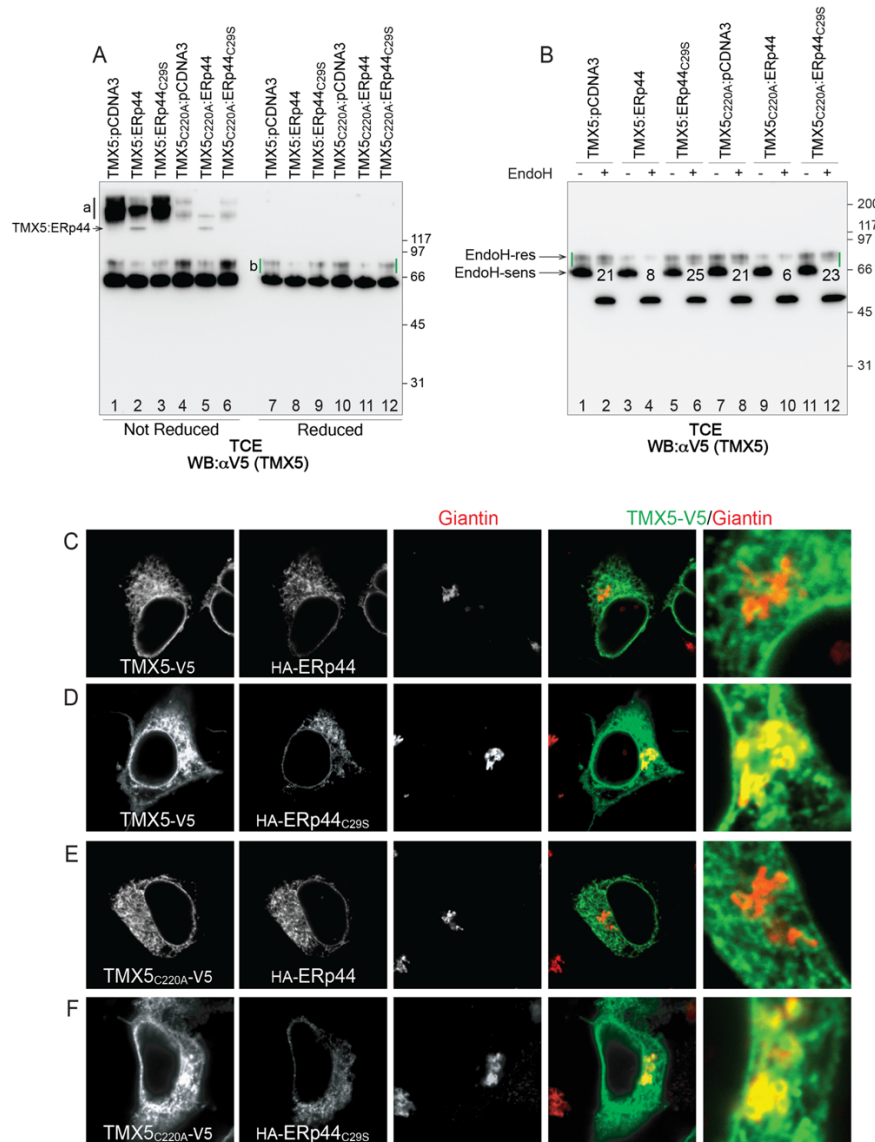 A
TMX5:pCDNA3
TMX5:ERp44
TMX5:ERp44C29S
TMX5C220A:pCDNA3
TMX5C220A:ERp44
TMX5C220A:ERp44C29S
TMX5:pCDNA3
TMX5:ERp44
TMX5:ERp44C29S
TMX5C220A:pCDNA3
TMX5C220A:ERp44
TMX5C220A:ERp44C29S
a
TMX5:ERp44
b
117
97
66
45
31
1 2 3 4 5 6 7 8 9 10 11 12
Not Reduced Reduced
TCE
WB:αV5 (TMX5)
B
TMX5:pCDNA3
TMX5:ERp44
TMX5:ERp44C29S
TMX5C220A:pCDNA3
TMX5C220A:ERp44
TMX5C220A:ERp44C29S
EndoH - + - + - + - + - + - +
EndoH-res
EndoH-sens
21 8 25 21 6 23
200
117
97
66
45
31
1 2 3 4 5 6 7 8 9 10 11 12
TCE
WB:αV5 (TMX5)
Giantin TMX5-V5/Giantin
C
TMX5-V5 HA-ERp44
D
TMX5-V5 HA-ERp44C29S
E
TMX5C220A-V5 HA-ERp44
F
TMX5C220A-V5 HA-ERp44C29S